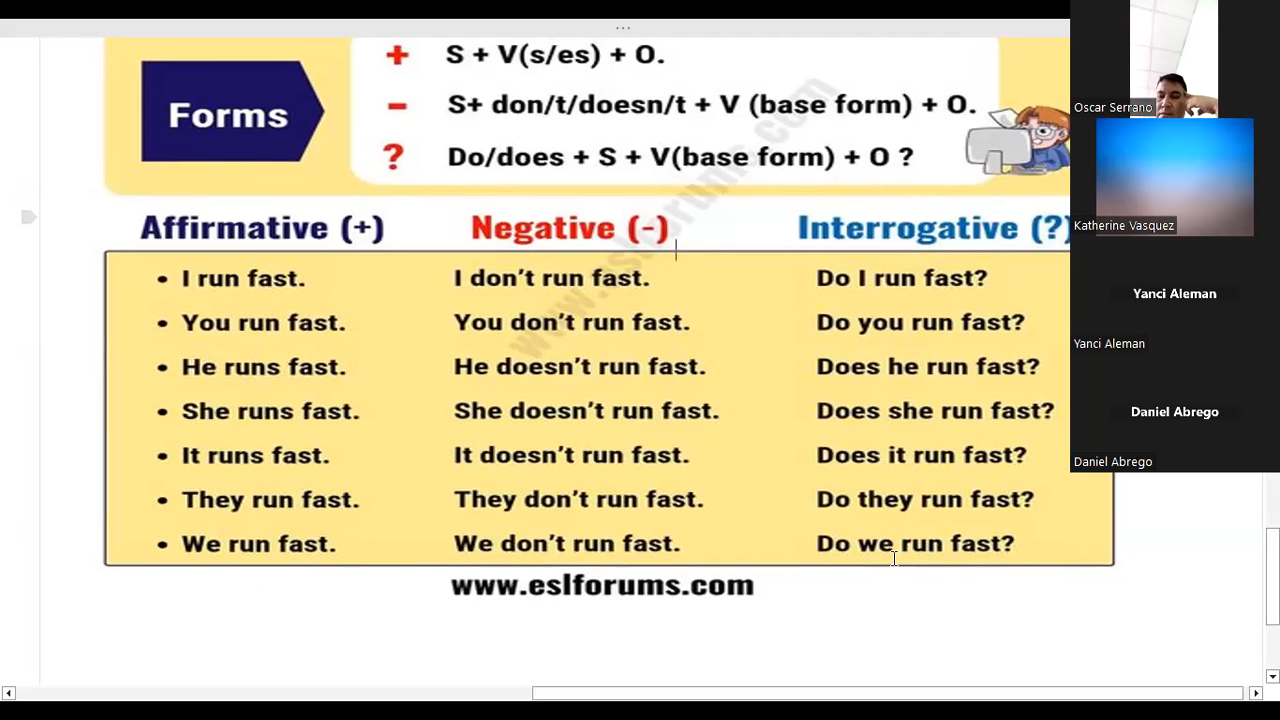 + S + V(s/es) + O.
Forms - S+ don/t/doesn/t + V (base form) + O.
? Do/does + S + V(base form) + O ?
Affirmative (+) Negative (-) Interrogative (?)
• I run fast. I don't run fast. Do I run fast?
• You run fast. You don't run fast. Do you run fast?
• He runs fast. He doesn't run fast. Does he run fast?
• She runs fast. She doesn't run fast. Does she run fast?
• It runs fast. It doesn't run fast. Does it run fast?
• They run fast. They don't run fast. Do they run fast?
• We run fast. We don't run fast. Do we run fast?
www.eslforums.com
www.eslforums.com
Oscar Serrano
Katherine Vasquez
Yanci Aleman
Yanci Aleman
Daniel Abrego
Daniel Abrego